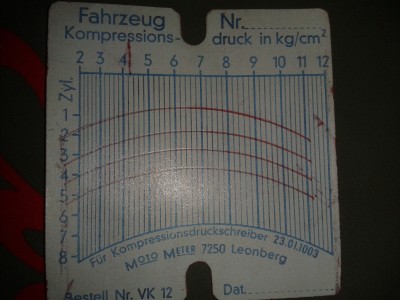 Fahrzeug Nr.
Kompressions-druck in kg/cm²
2 3 4 5 6 7 8 9 10 11 12
Zyl.
1
2
3
4
5
6
7
8
Für Kompressionsdruckschreiber 23.01.1003
MOTO METER 7250 Leonberg
Bestell Nr. VK 12 Dat.